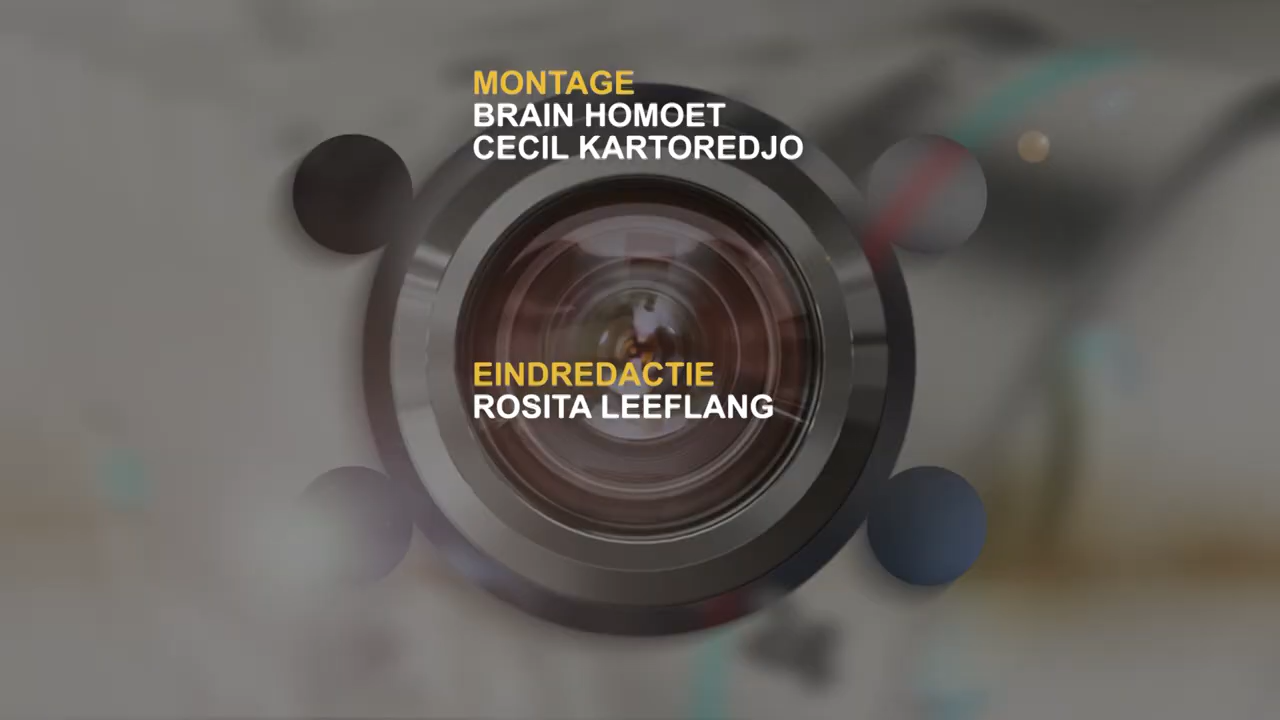 MONTAGE
BRAIN HOMOET
CECIL KARTOREDJO
EINDREDACTIE
ROSITA LEEFLANG